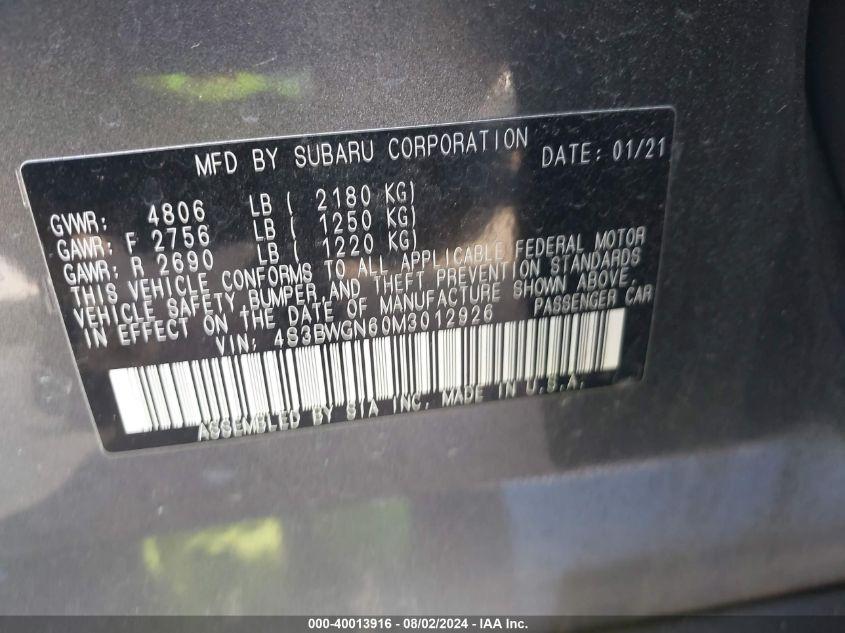 MFD BY SUBARU CORPORATION DATE: 01/21
GVWR: 4806 LB ( 2180 KG)
GAWR: F 2756 LB ( 1250 KG)
GAWR: R 2690 LB ( 1220 KG)
THIS VEHICLE CONFORMS TO ALL APPLICABLE FEDERAL MOTOR
VEHICLE SAFETY BUMPER,AND THEFT PREVENTION STANDARDS
IN EFFECT ON THE DATE OF MANUFACTURE SHOWN ABOVE.
VIN: 4S3BWGN60M3012926 PASSENGER CAR
ASSEMBLED BY SIA INC. MADE IN U.S.A.
000-40013916 - 08/02/2024 - IAA Inc.